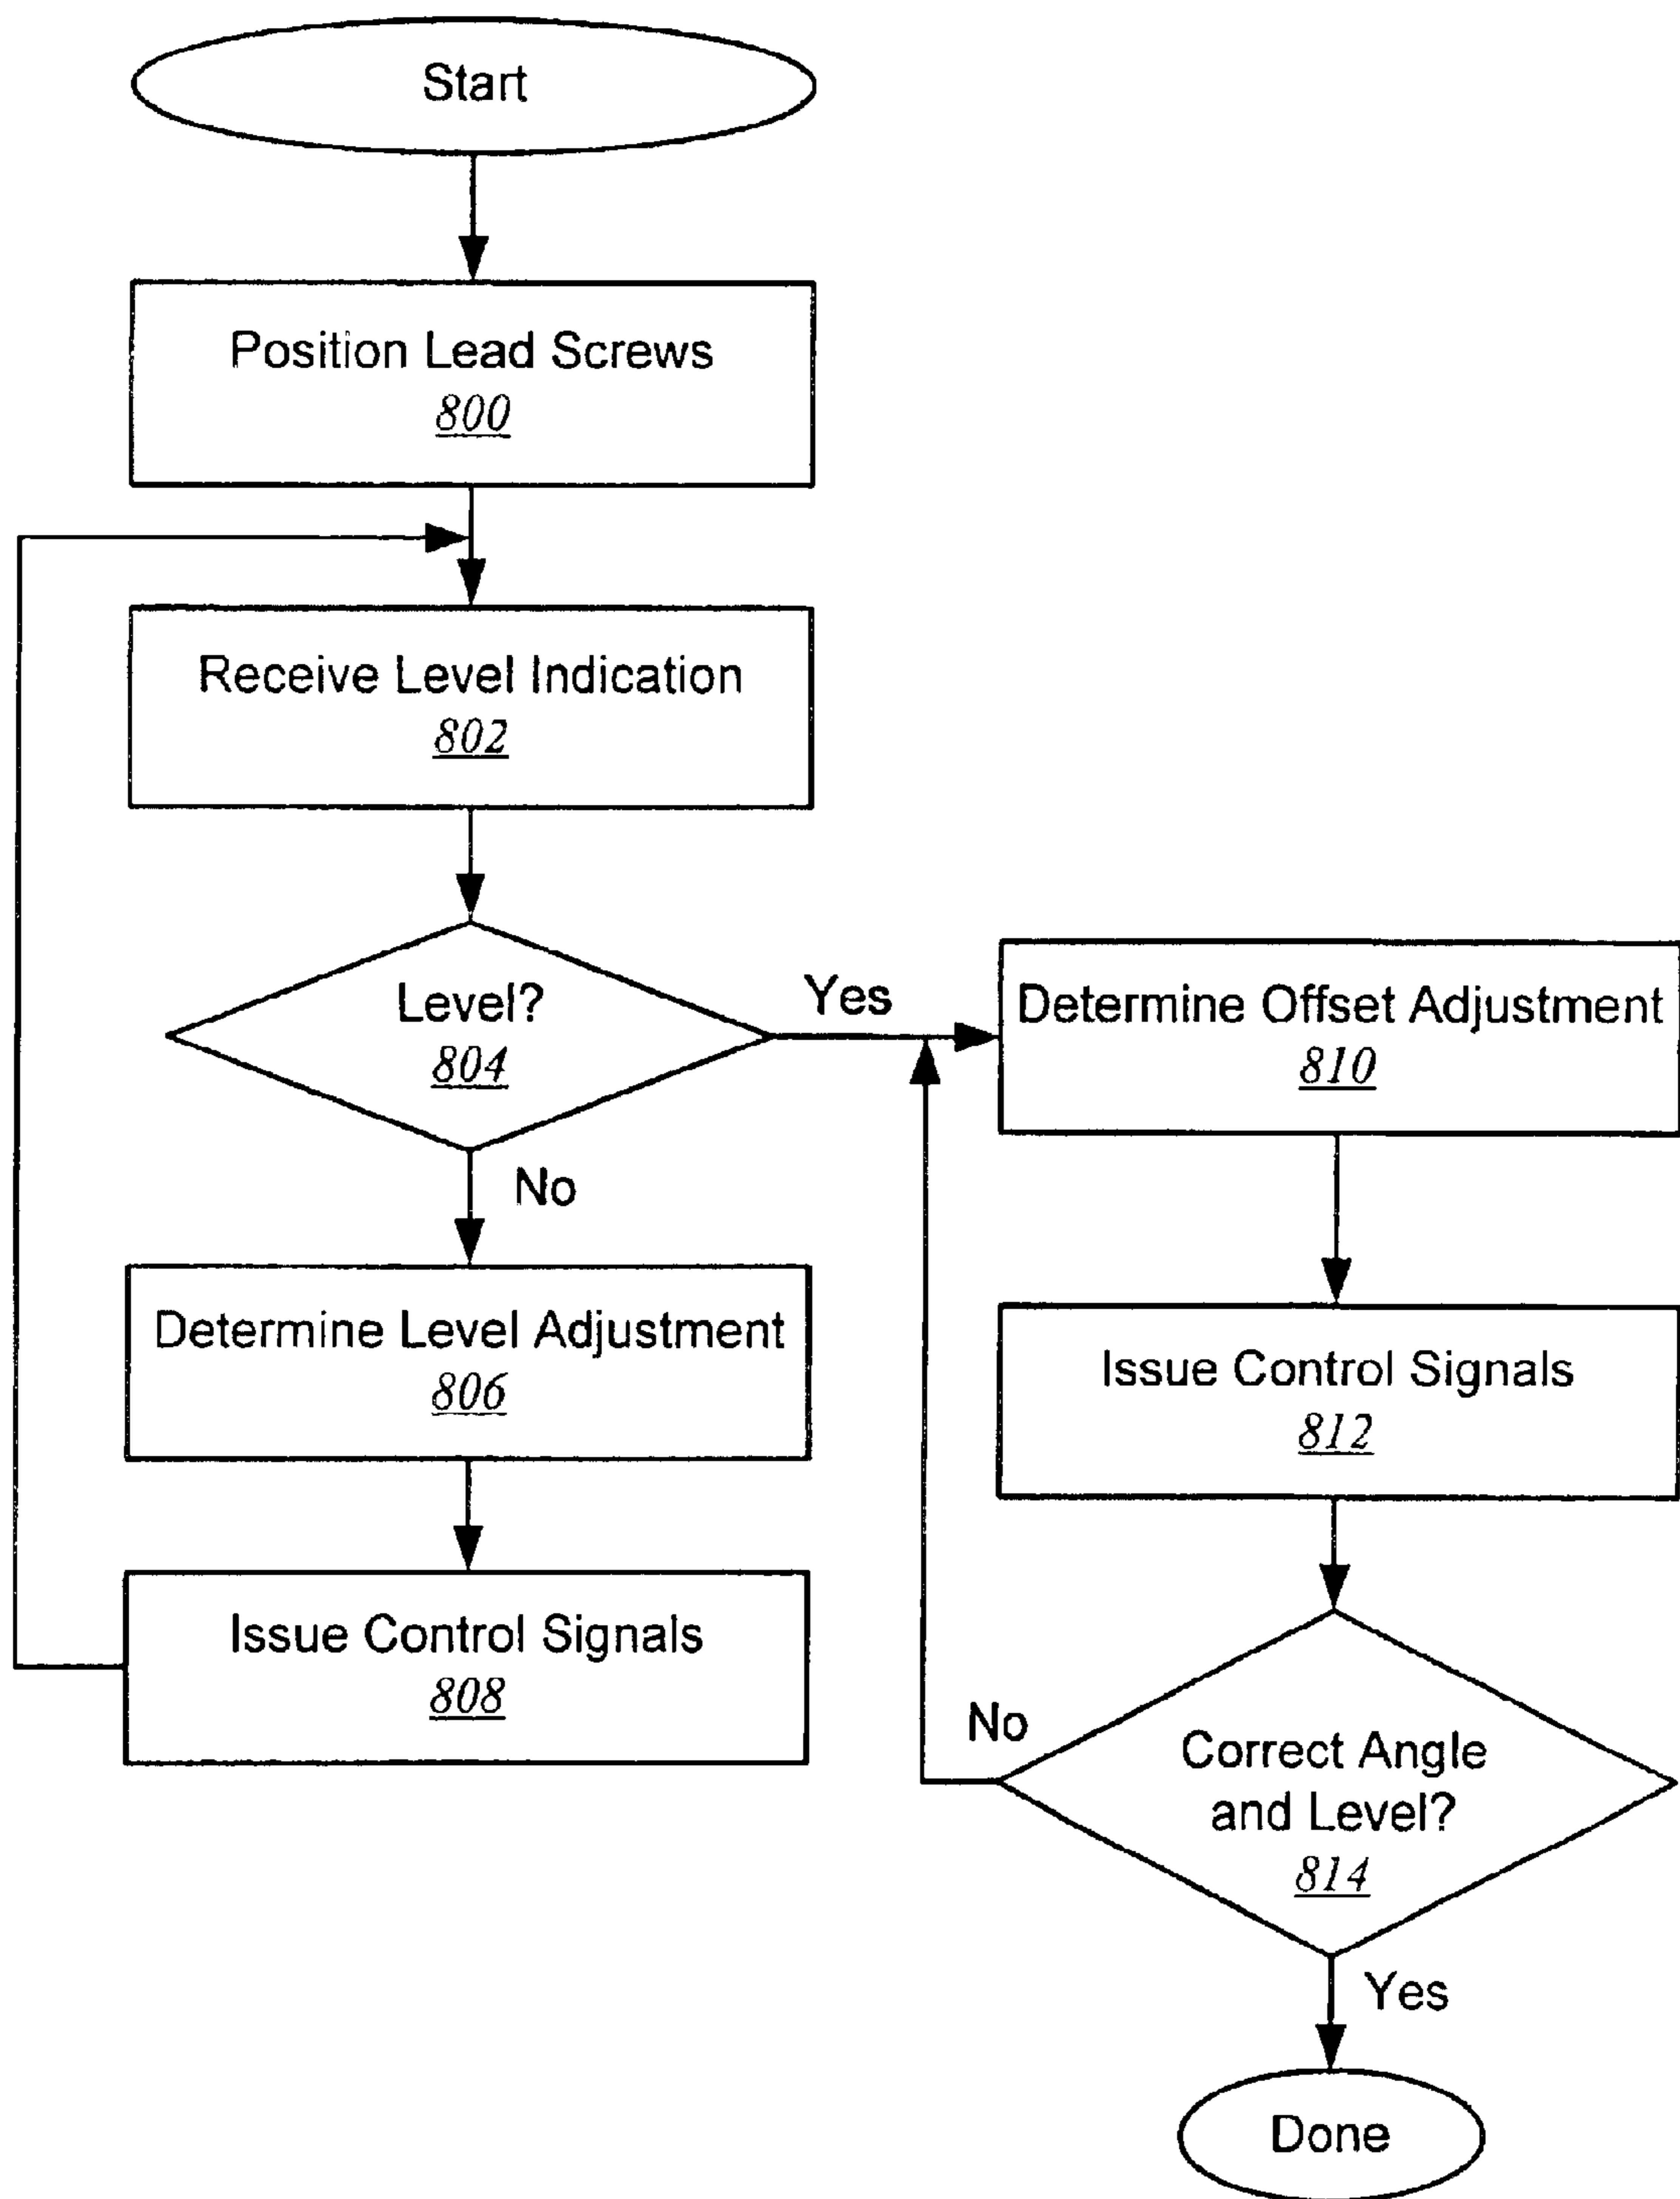 Start
Position Lead Screws
800
Receive Level Indication
802
Level?
804
Yes
No
Determine Level Adjustment
806
Issue Control Signals
808
Determine Offset Adjustment
810
Issue Control Signals
812
No
Correct Angle
and Level?
814
Yes
Done